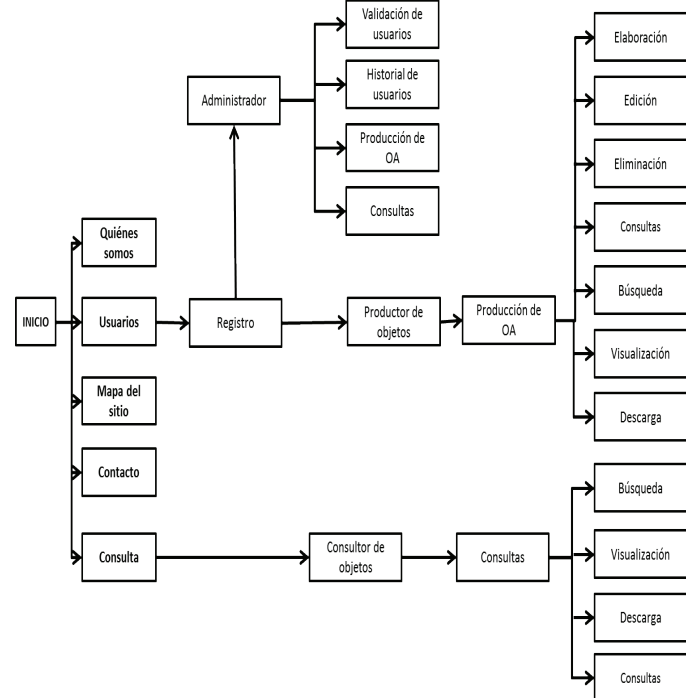 Validación de
usuarios
Historial de
usuarios
Producción de
OA
Consultas
Administrador
Elaboración
Edición
Eliminación
Consultas
Búsqueda
Visualización
Descarga
Quiénes
somos
INICIO
Usuarios
Registro
Productor de
objetos
Producción de
OA
Mapa del
sitio
Contacto
Consulta
Consultor de
objetos
Consultas
Búsqueda
Visualización
Descarga
Consultas